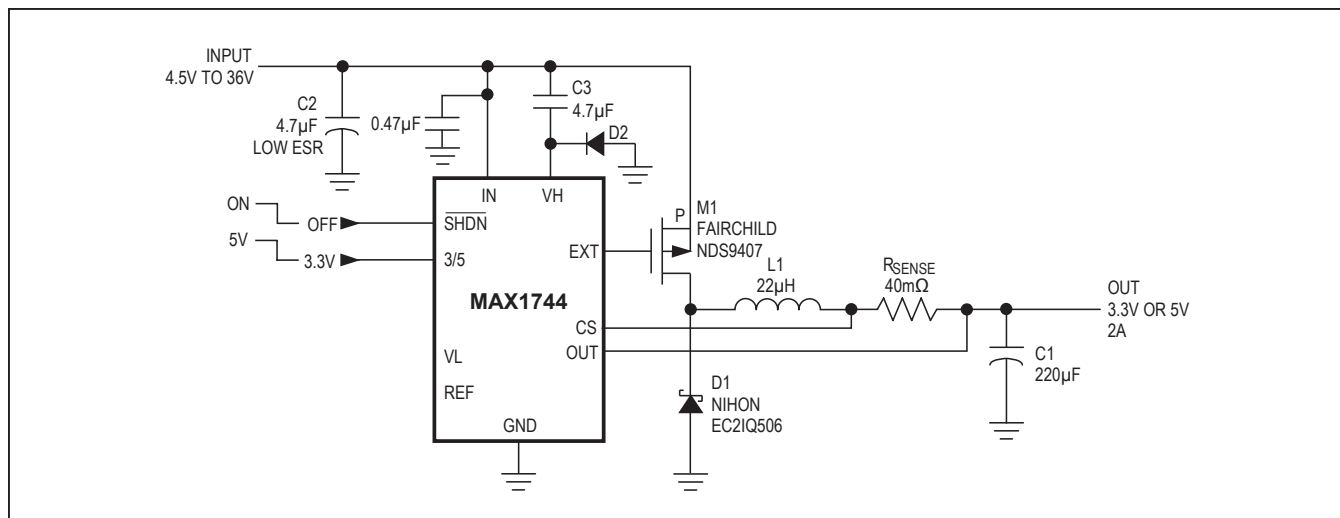 INPUT
4.5V TO 36V
C2
4.7µF
LOW ESR
0.47µF
C3
4.7µF
D2
IN
VH
ON
OFF
SHDN
5V
3.3V
3/5
EXT
P
M1
FAIRCHILD
NDS9407
L1
22µH
RSENSE
40mΩ
OUT
3.3V OR 5V
2A
MAX1744
CS
OUT
VL
REF
GND
D1
NIHON
EC2IQ506
C1
220µF